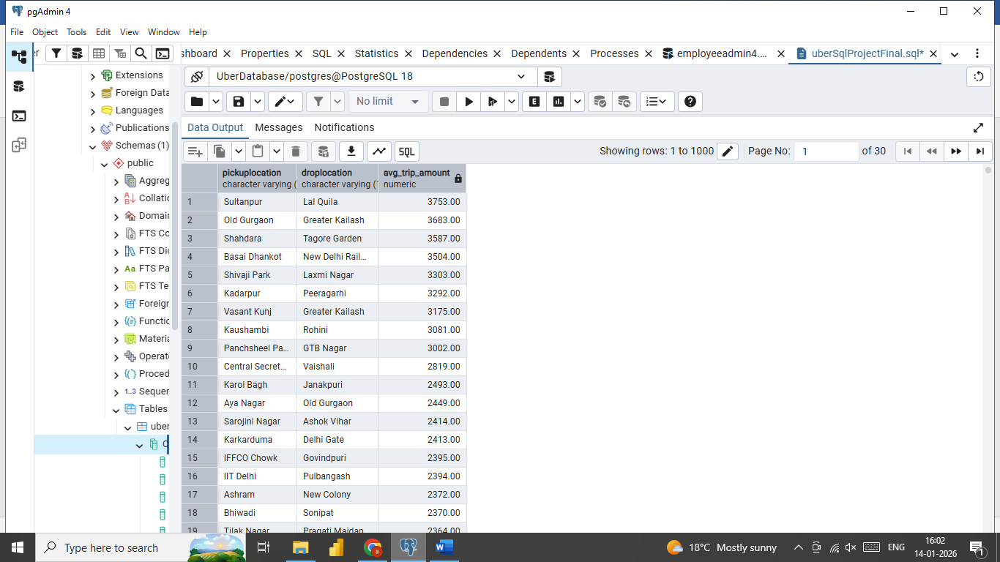 pgAdmin 4
File Object Tools Edit View Window Help
er
shboard Properties SQL Statistics Dependencies Dependents Processes employeeadmin4.... uberSqlProjectFinal.sql*
UberDatabase/postgres@PostgreSQL 18
No limit
E
Extensions
Foreign Data
Languages
Publications
Schemas (1)
public
Aggreg
Collatio
Domain
FTS Co
FTS Dic
FTS Pa
FTS Te
Foreign
Functio
Materia
Operato
Proced
1..3 Sequen
Tables
uber
Data Output Messages Notifications
SQL Showing rows: 1 to 1000 Page No: 1 of 30
pickuplocation droplocation avg_trip_amount
character varying ( character varying (1 numeric
1 Sultanpur Lal Quila 3753.00
2 Old Gurgaon Greater Kailash 3683.00
3 Shahdara Tagore Garden 3587.00
4 Basai Dhankot New Delhi Rail... 3504.00
5 Shivaji Park Laxmi Nagar 3303.00
6 Kadarpur Peeragarhi 3292.00
7 Vasant Kunj Greater Kailash 3175.00
8 Kaushambi Rohini 3081.00
9 Panchsheel Pa... GTB Nagar 3002.00
10 Central Secret... Vaishali 2819.00
11 Karol Bagh Janakpuri 2493.00
12 Aya Nagar Old Gurgaon 2449.00
13 Sarojini Nagar Ashok Vihar 2414.00
14 Karkarduma Delhi Gate 2413.00
15 IFFCO Chowk Govindpuri 2395.00
16 IIT Delhi Pulbangash 2394.00
17 Ashram New Colony 2372.00
18 Bhiwadi Sonipat 2370.00
19 Tilak Nagar Pragati Maidan 2364.00
Type here to search
18°C Mostly sunny
ENG
16:02
14-01-2026
1